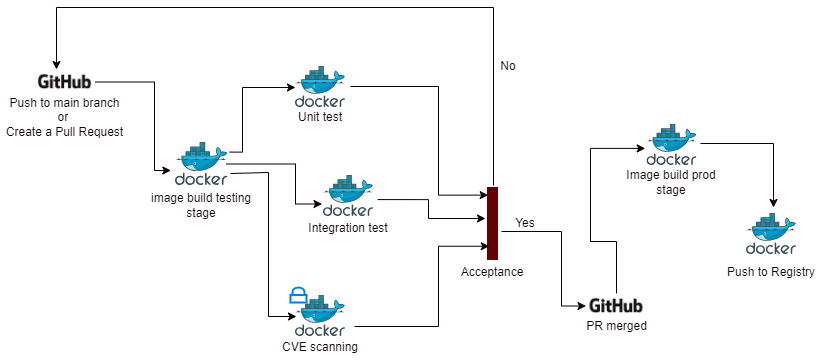 No
GitHub
Push to main branch
or
Create a Pull Request
docker
Unit test
docker
image build testing
stage
docker
Integration test
docker
CVE scanning
Acceptance
Yes
GitHub
PR merged
docker
Image build prod
stage
docker
Push to Registry